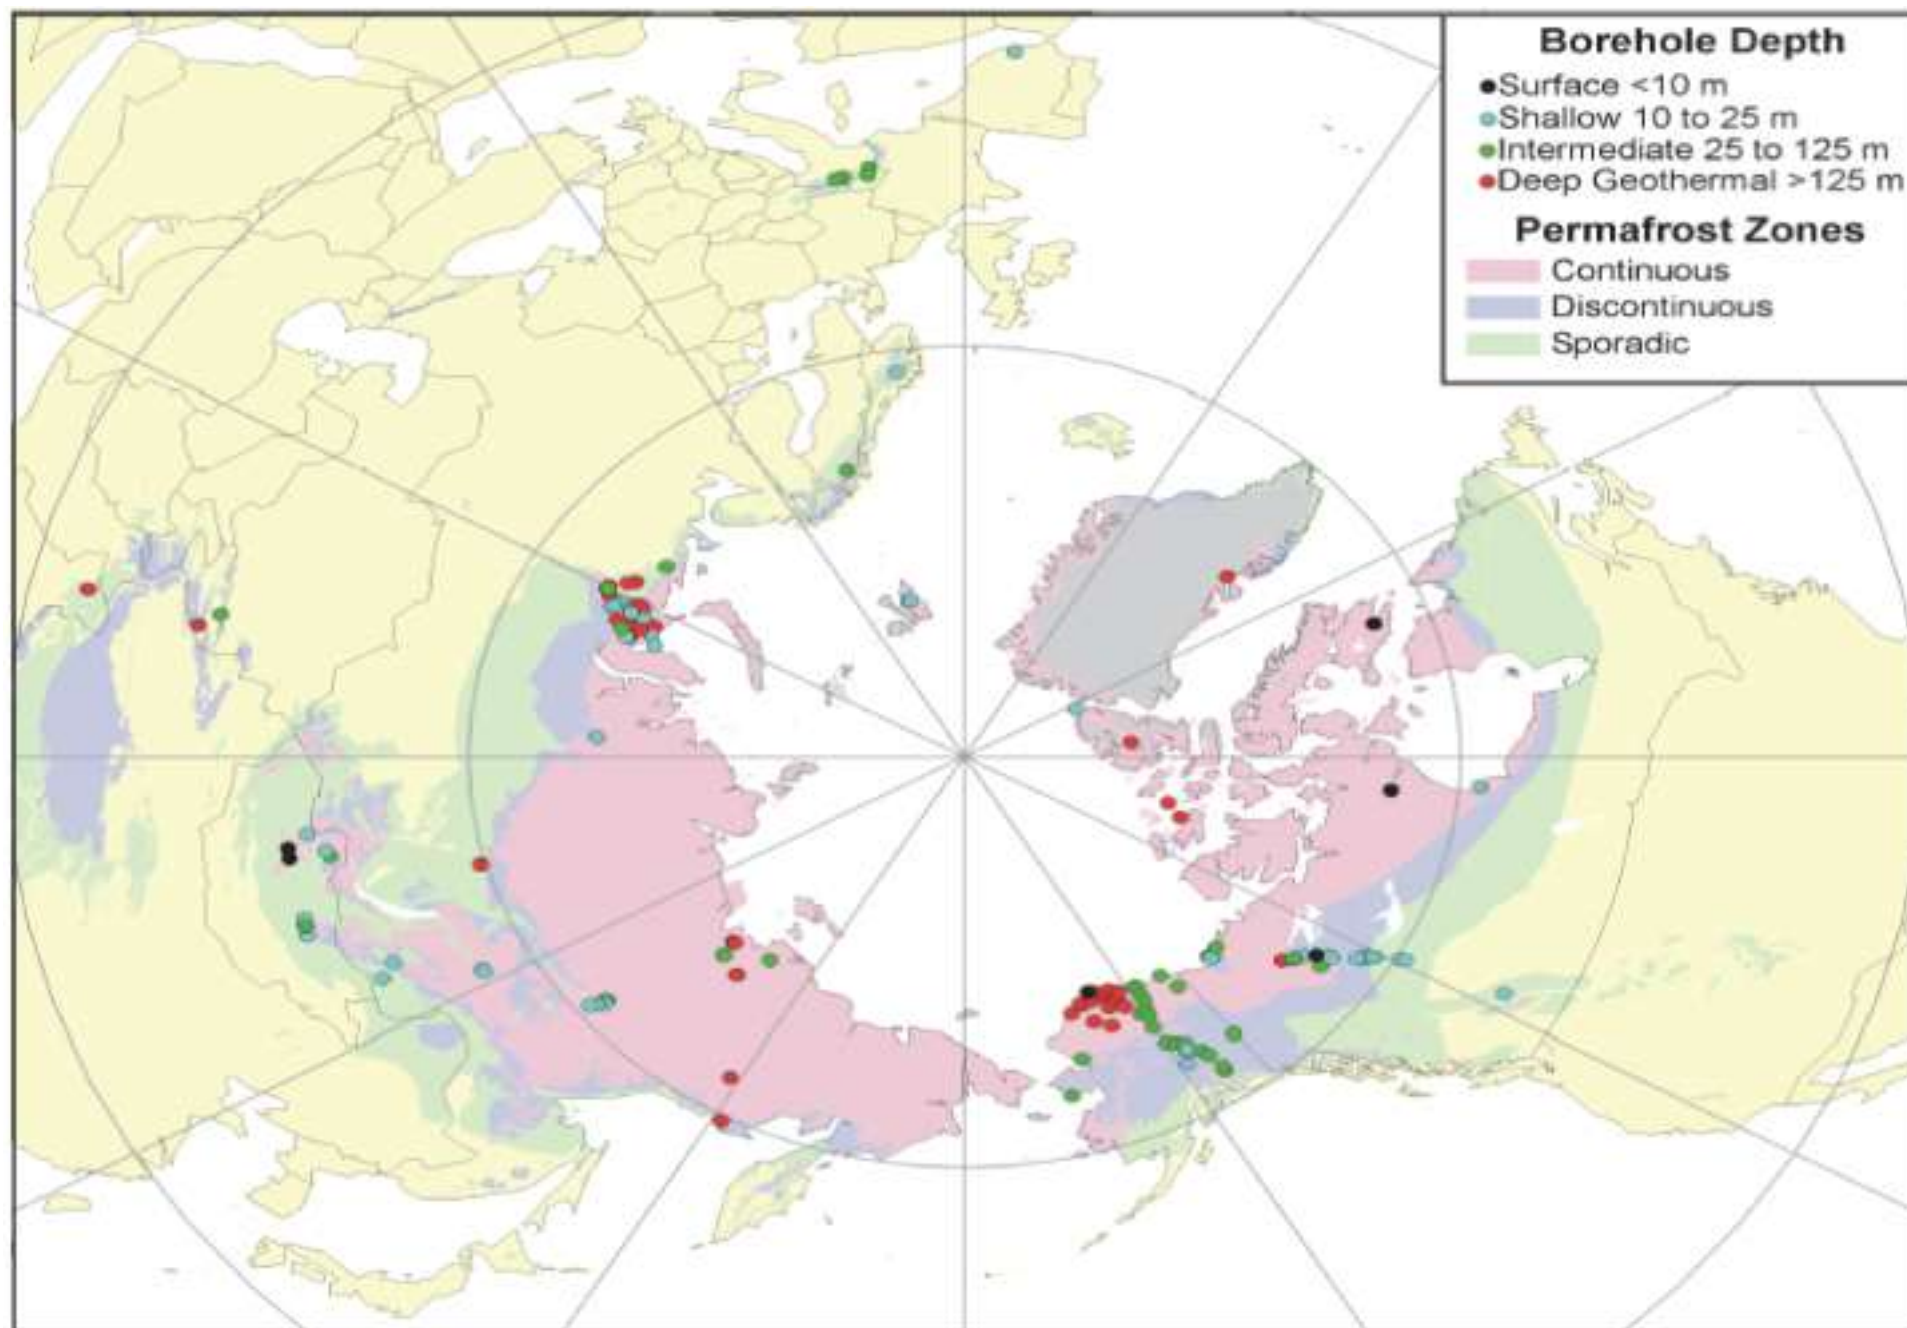 Borehole Depth
Surface <10 m
Shallow 10 to 25 m
Intermediate 25 to 125 m
Deep Geothermal >125 m
Permafrost Zones
Continuous
Discontinuous
Sporadic